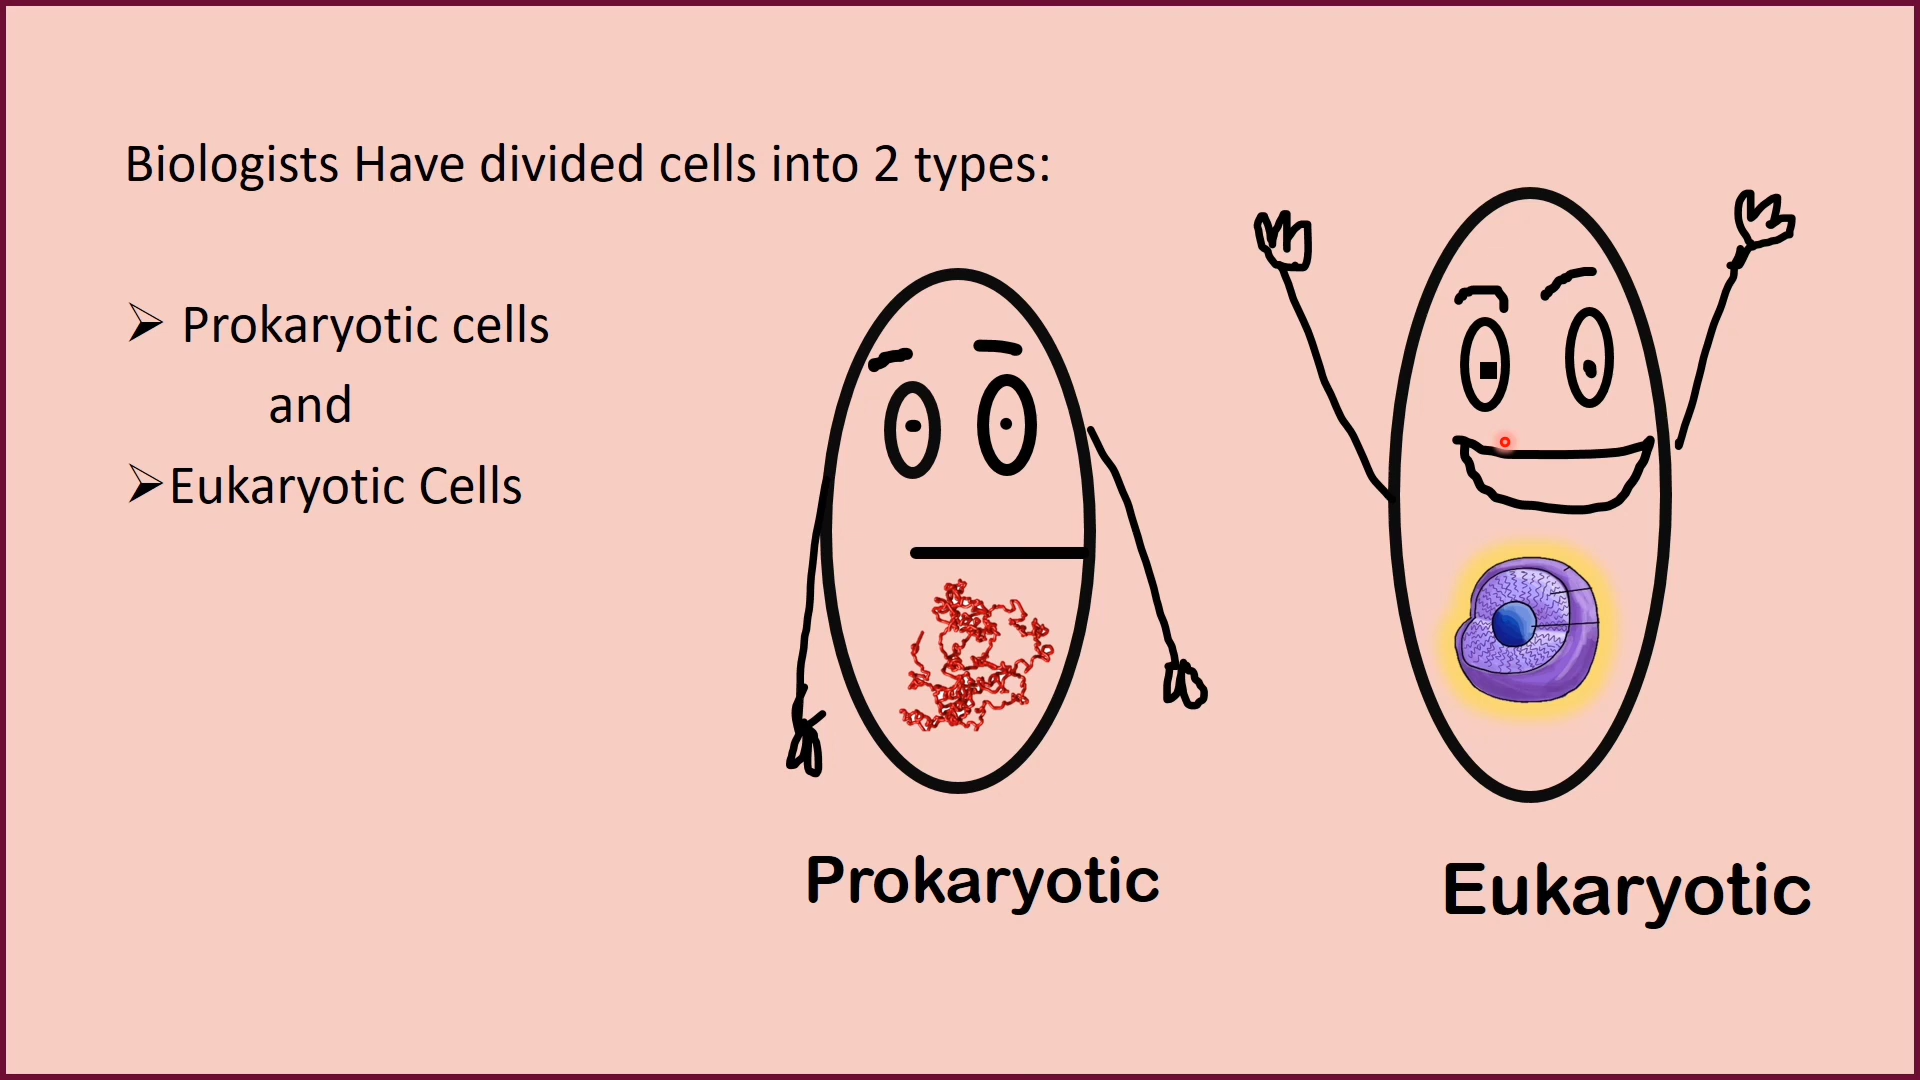 Biologists Have divided cells into 2 types:
➢ Prokaryotic cells
and
➢Eukaryotic Cells
Prokaryotic
Eukaryotic